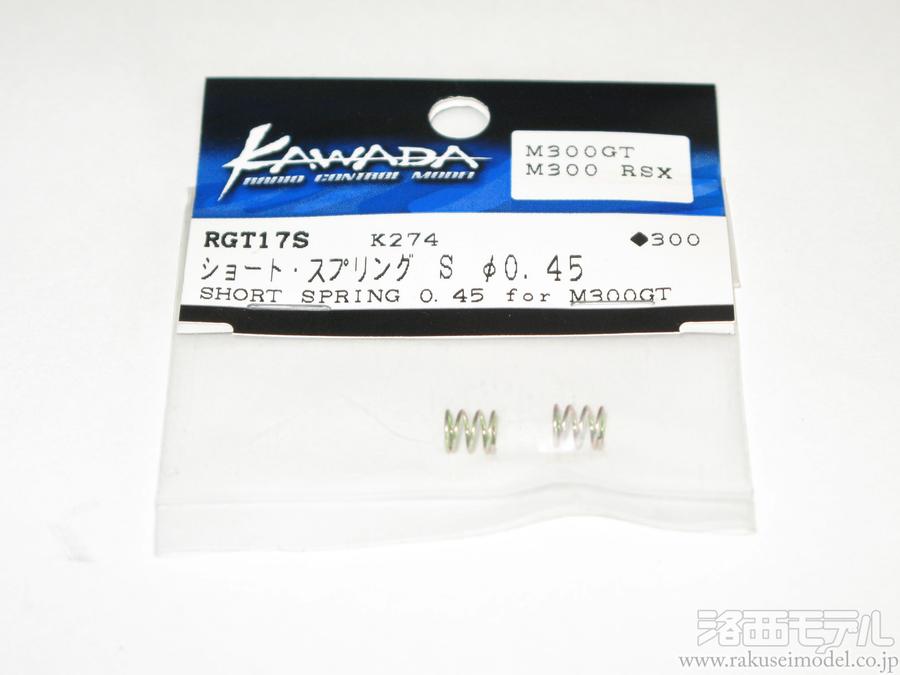 KAWADA
RADIO CONTROL MODEL
M300GT
M300 RSX
RGT17S K274 ◆300
ショート・スプリング S φ0.45
SHORT SPRING 0.45 for M300GT
洛西モデル
www.rakuseimodel.co.jp